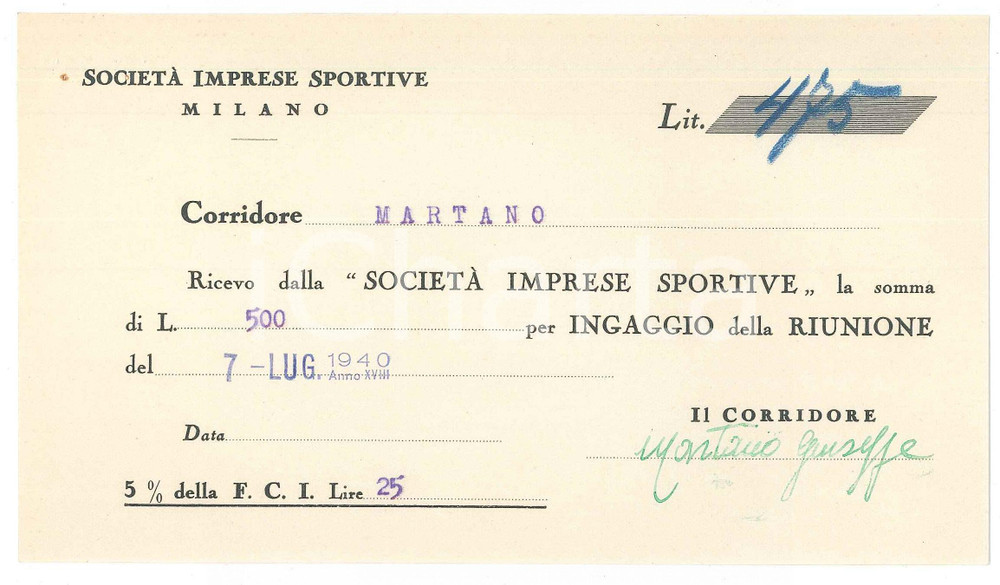 SOCIETÀ IMPRESE SPORTIVE
MILANO
Lit. 475
Corridore MARTANO
Ricevo dalla “SOCIETÀ IMPRESE SPORTIVE„ la somma
di L. 500 per INGAGGIO della RIUNIONE
del 7 - LUG. 1940 Anno XVIII
Il CORRIDORE
Data
Martano Giuseppe
5 % della F. C. I. Lire 25
iCharta